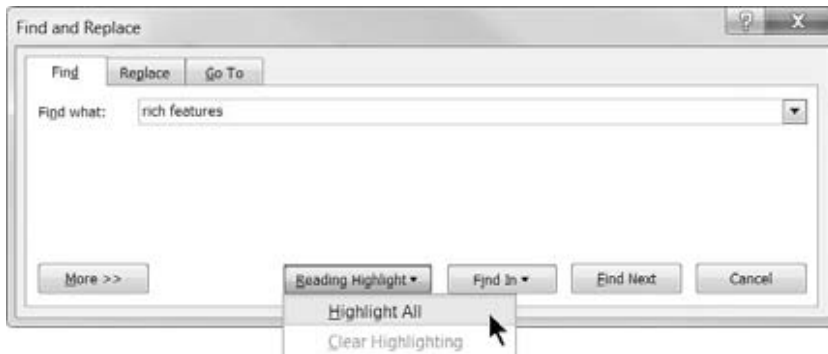 Find and Replace
Find Replace Go To
Find what: rich features
More >> Reading Highlight Find In Find Next Cancel
Highlight All
Clear Highlighting